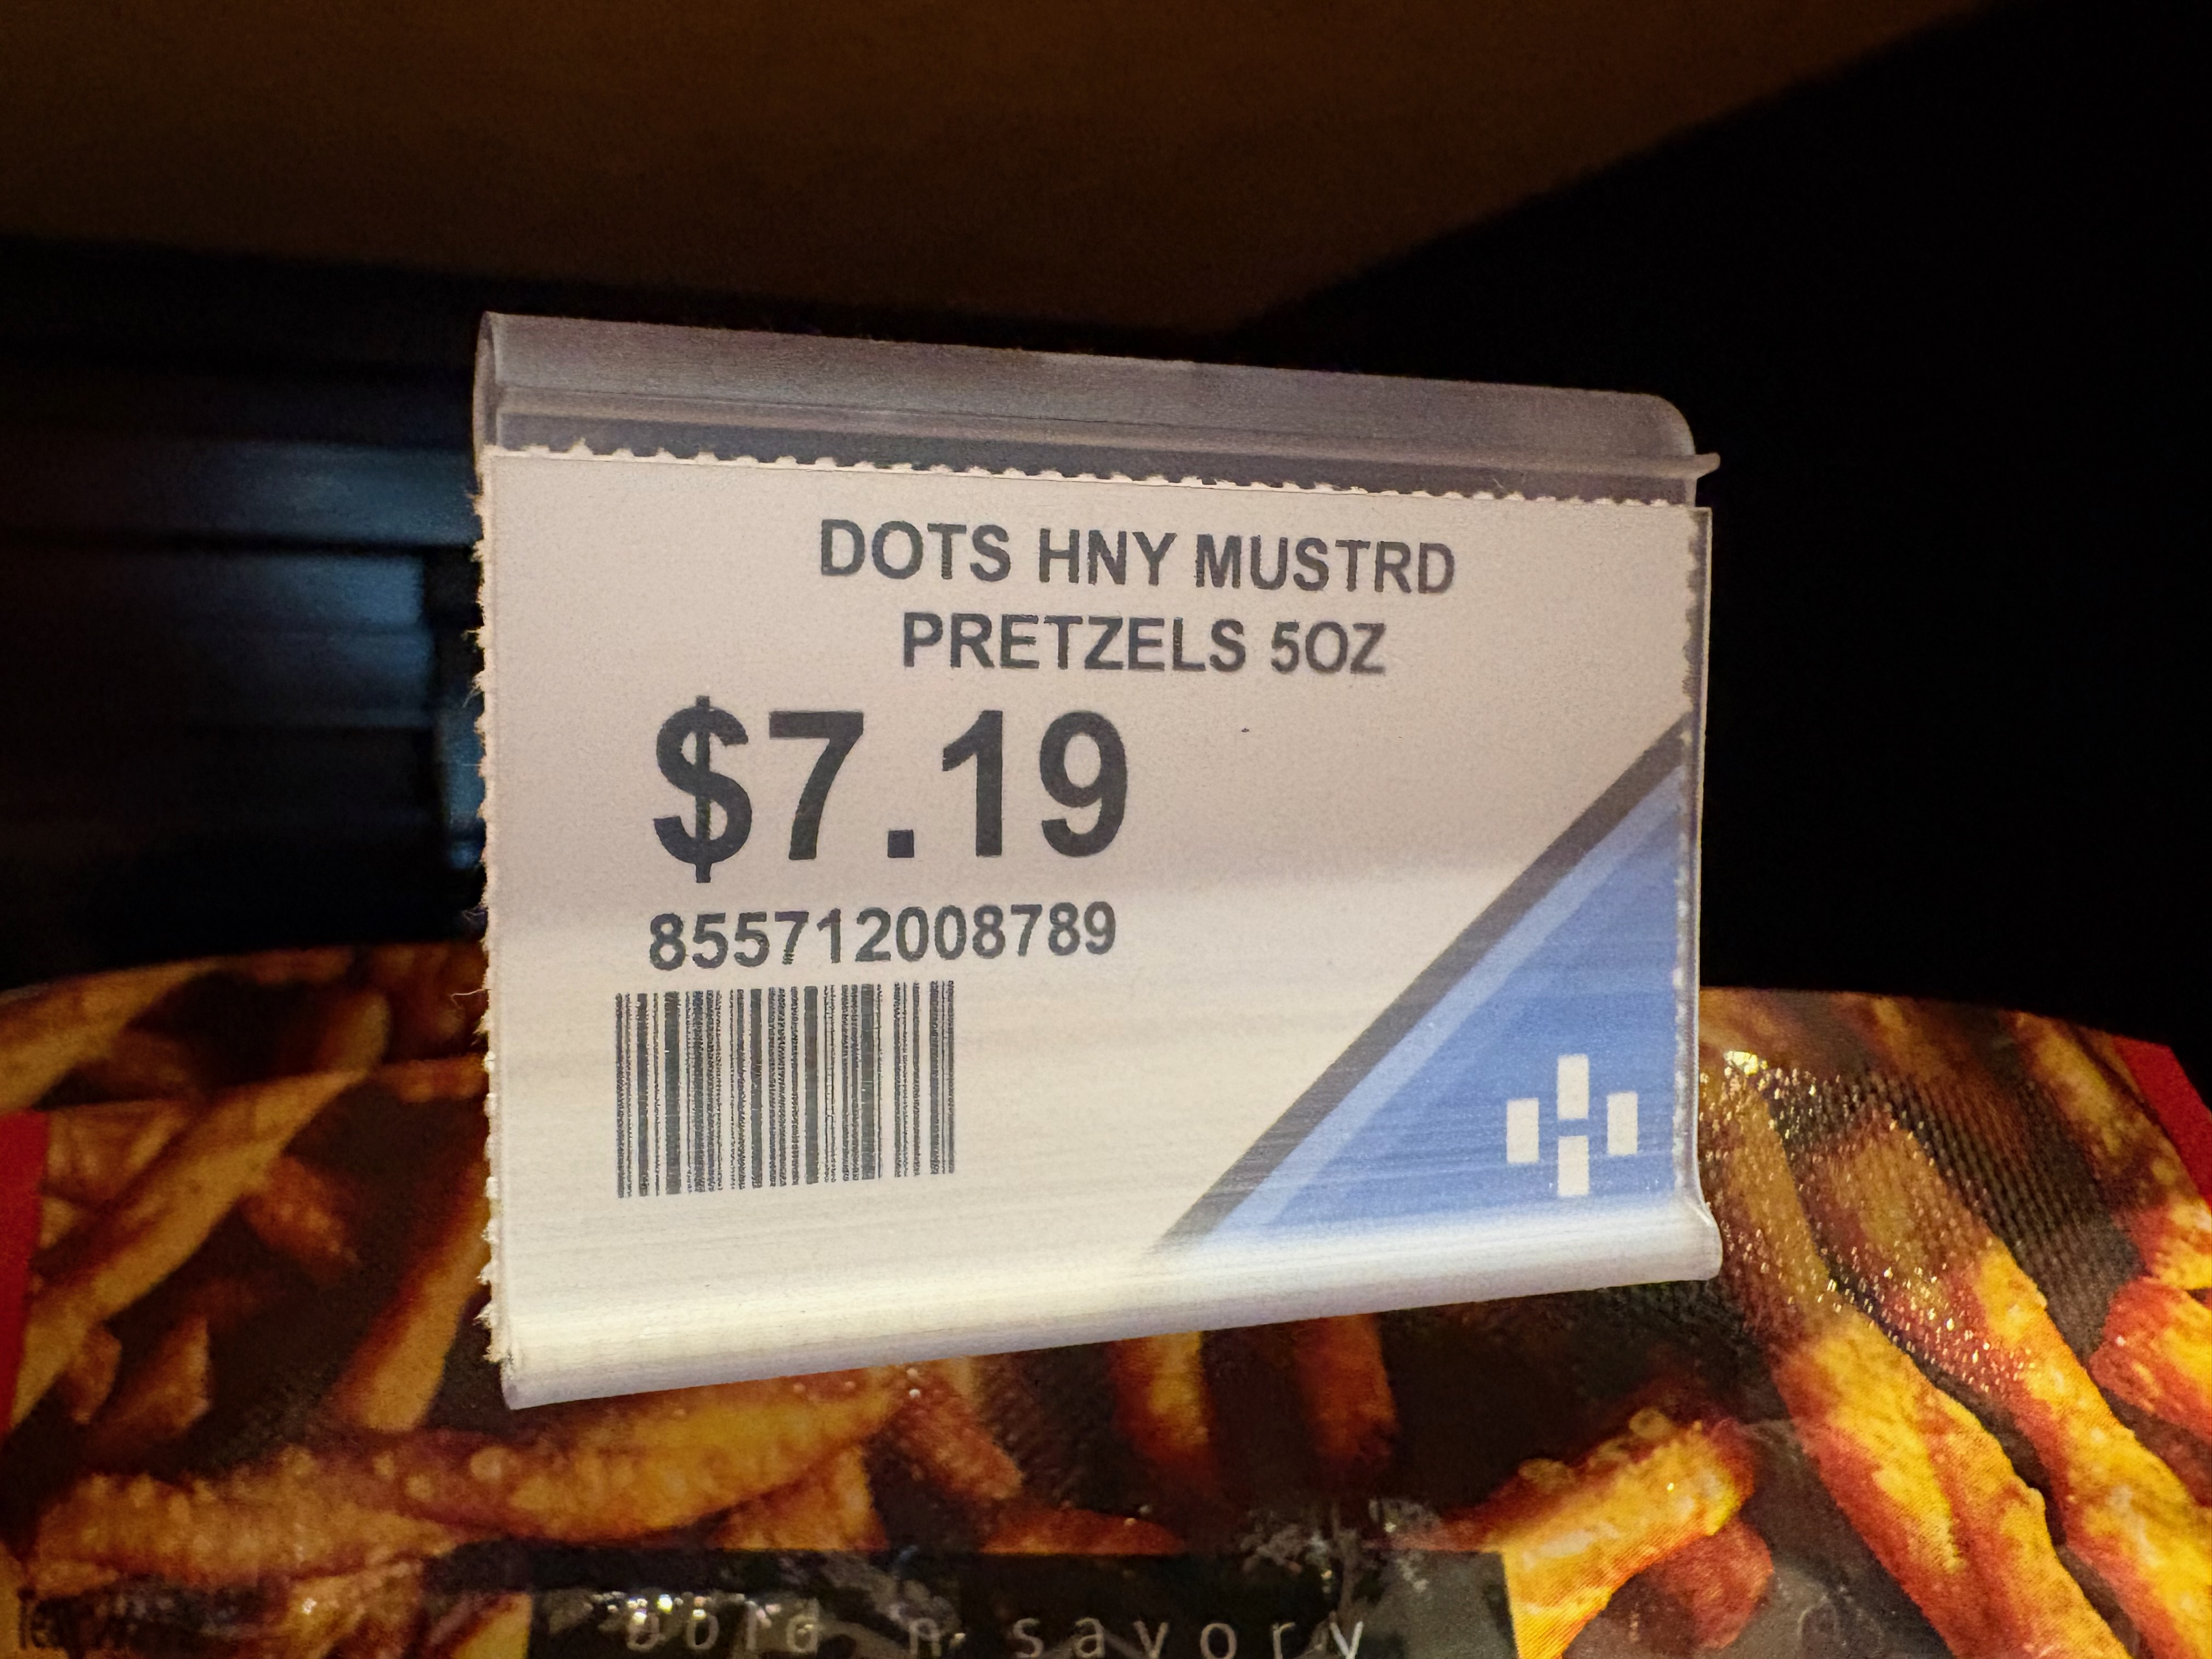 DOTS HNY MUSTRD
PRETZELS 5OZ
$7.19
855712008789
bold n savory